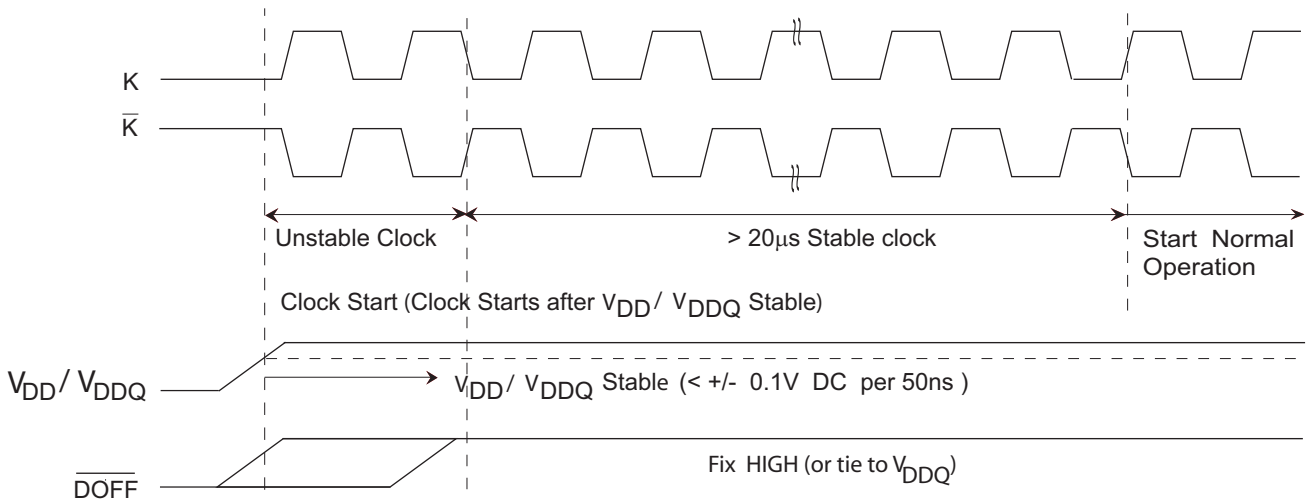 K
K̅
Unstable Clock
> 20μs Stable clock
Start Normal
Operation
Clock Start (Clock Starts after VDD / VDDQ Stable)
VDD / VDDQ
VDD / VDDQ Stable (< +/- 0.1V DC per 50ns )
D̅O̅F̅F̅
Fix HIGH (or tie to VDDQ)